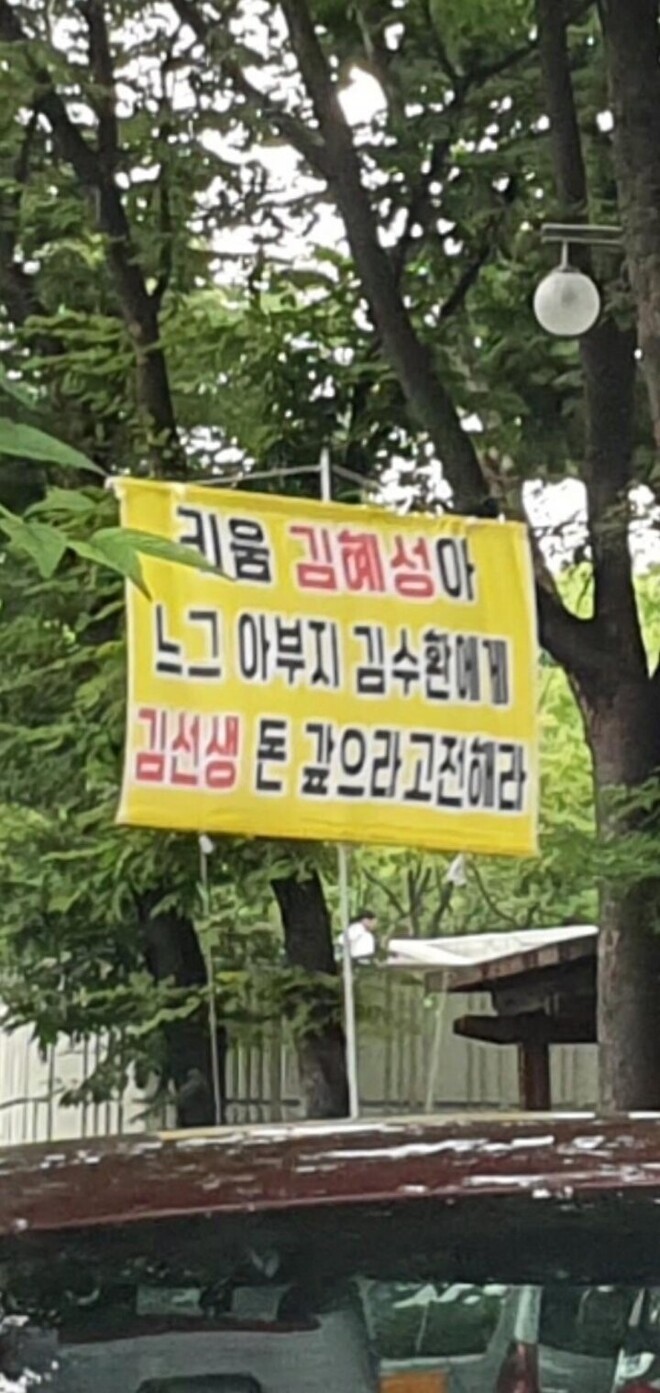 키움 김혜성아
느그 아부지 김수환에게
김선생 돈 갚으라고전해라